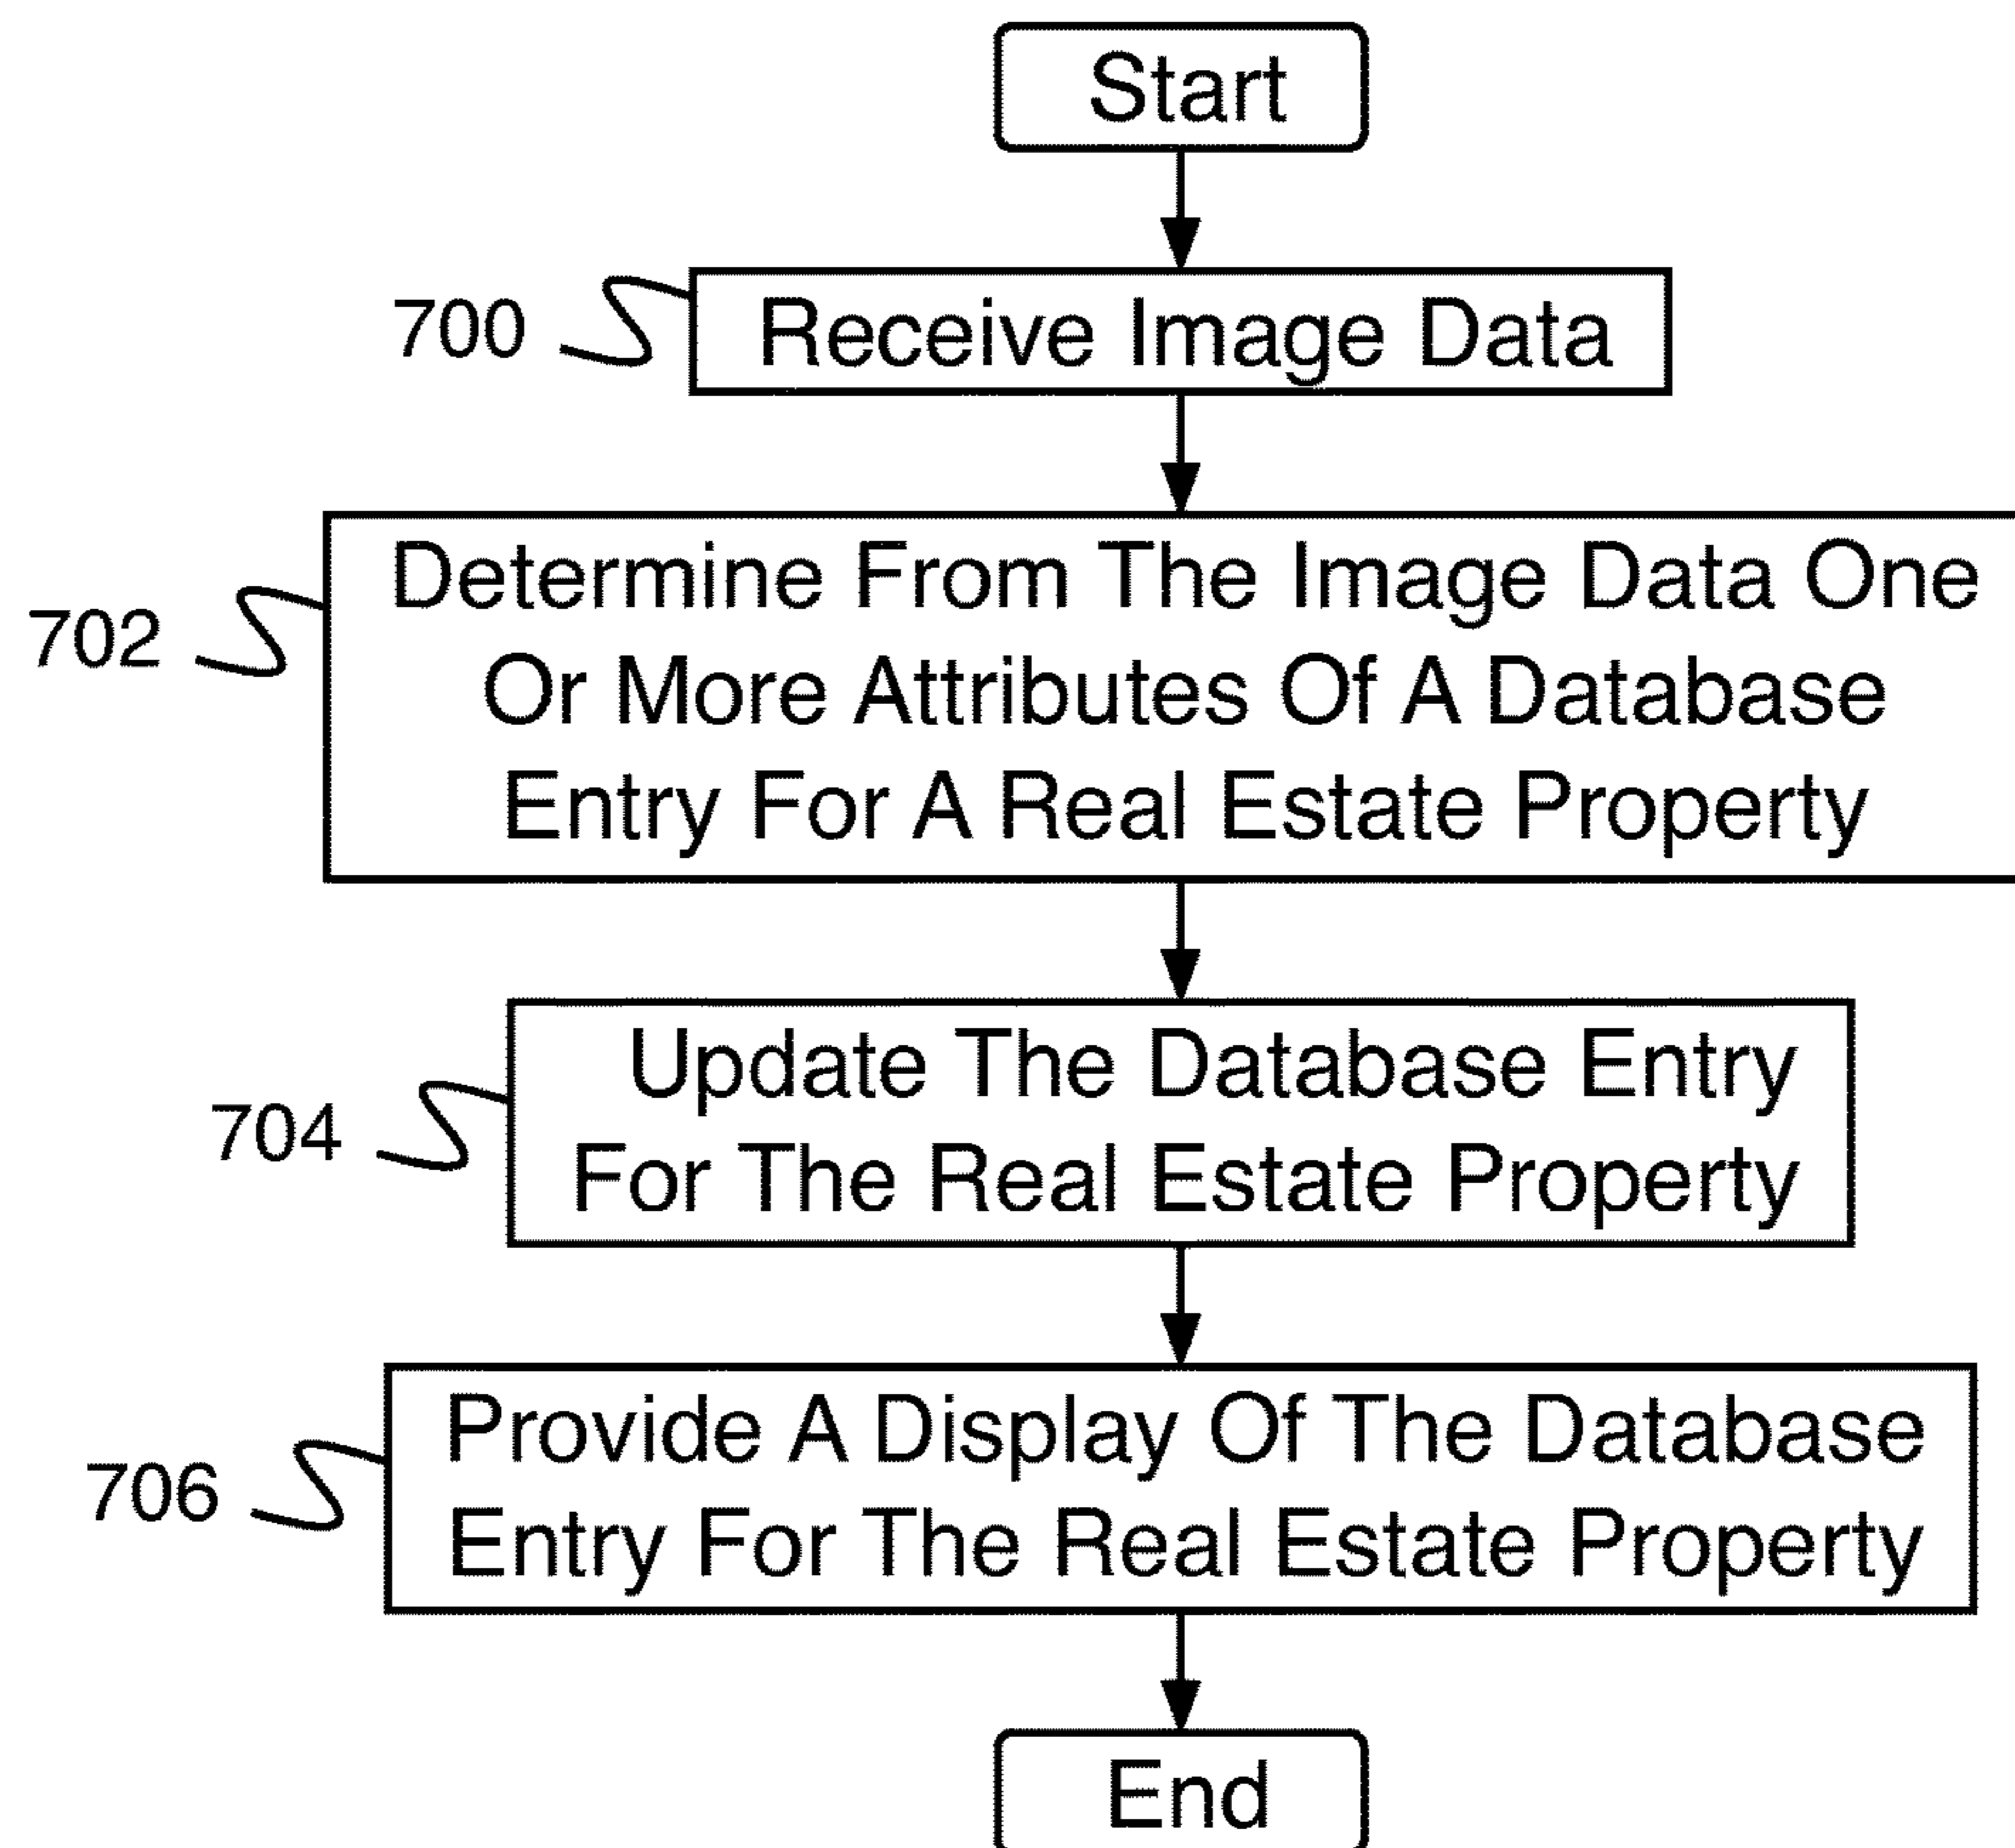 Start
700
Receive Image Data
702
Determine From The Image Data One
Or More Attributes Of A Database
Entry For A Real Estate Property
704
Update The Database Entry
For The Real Estate Property
706
Provide A Display Of The Database
Entry For The Real Estate Property
End